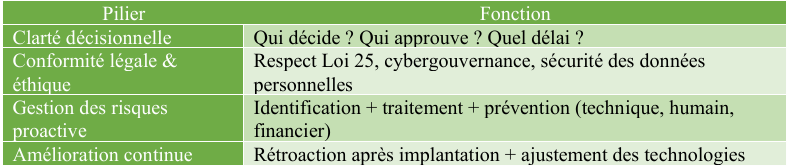 Pilier Fonction
Clarté décisionnelle Qui décide ? Qui approuve ? Quel délai ?
Conformité légale & Respect Loi 25, cybergouvernance, sécurité des données
éthique personnelles
Gestion des risques Identification + traitement + prévention (technique, humain,
proactive financier)
Amélioration continue Rétroaction après implantation + ajustement des technologies